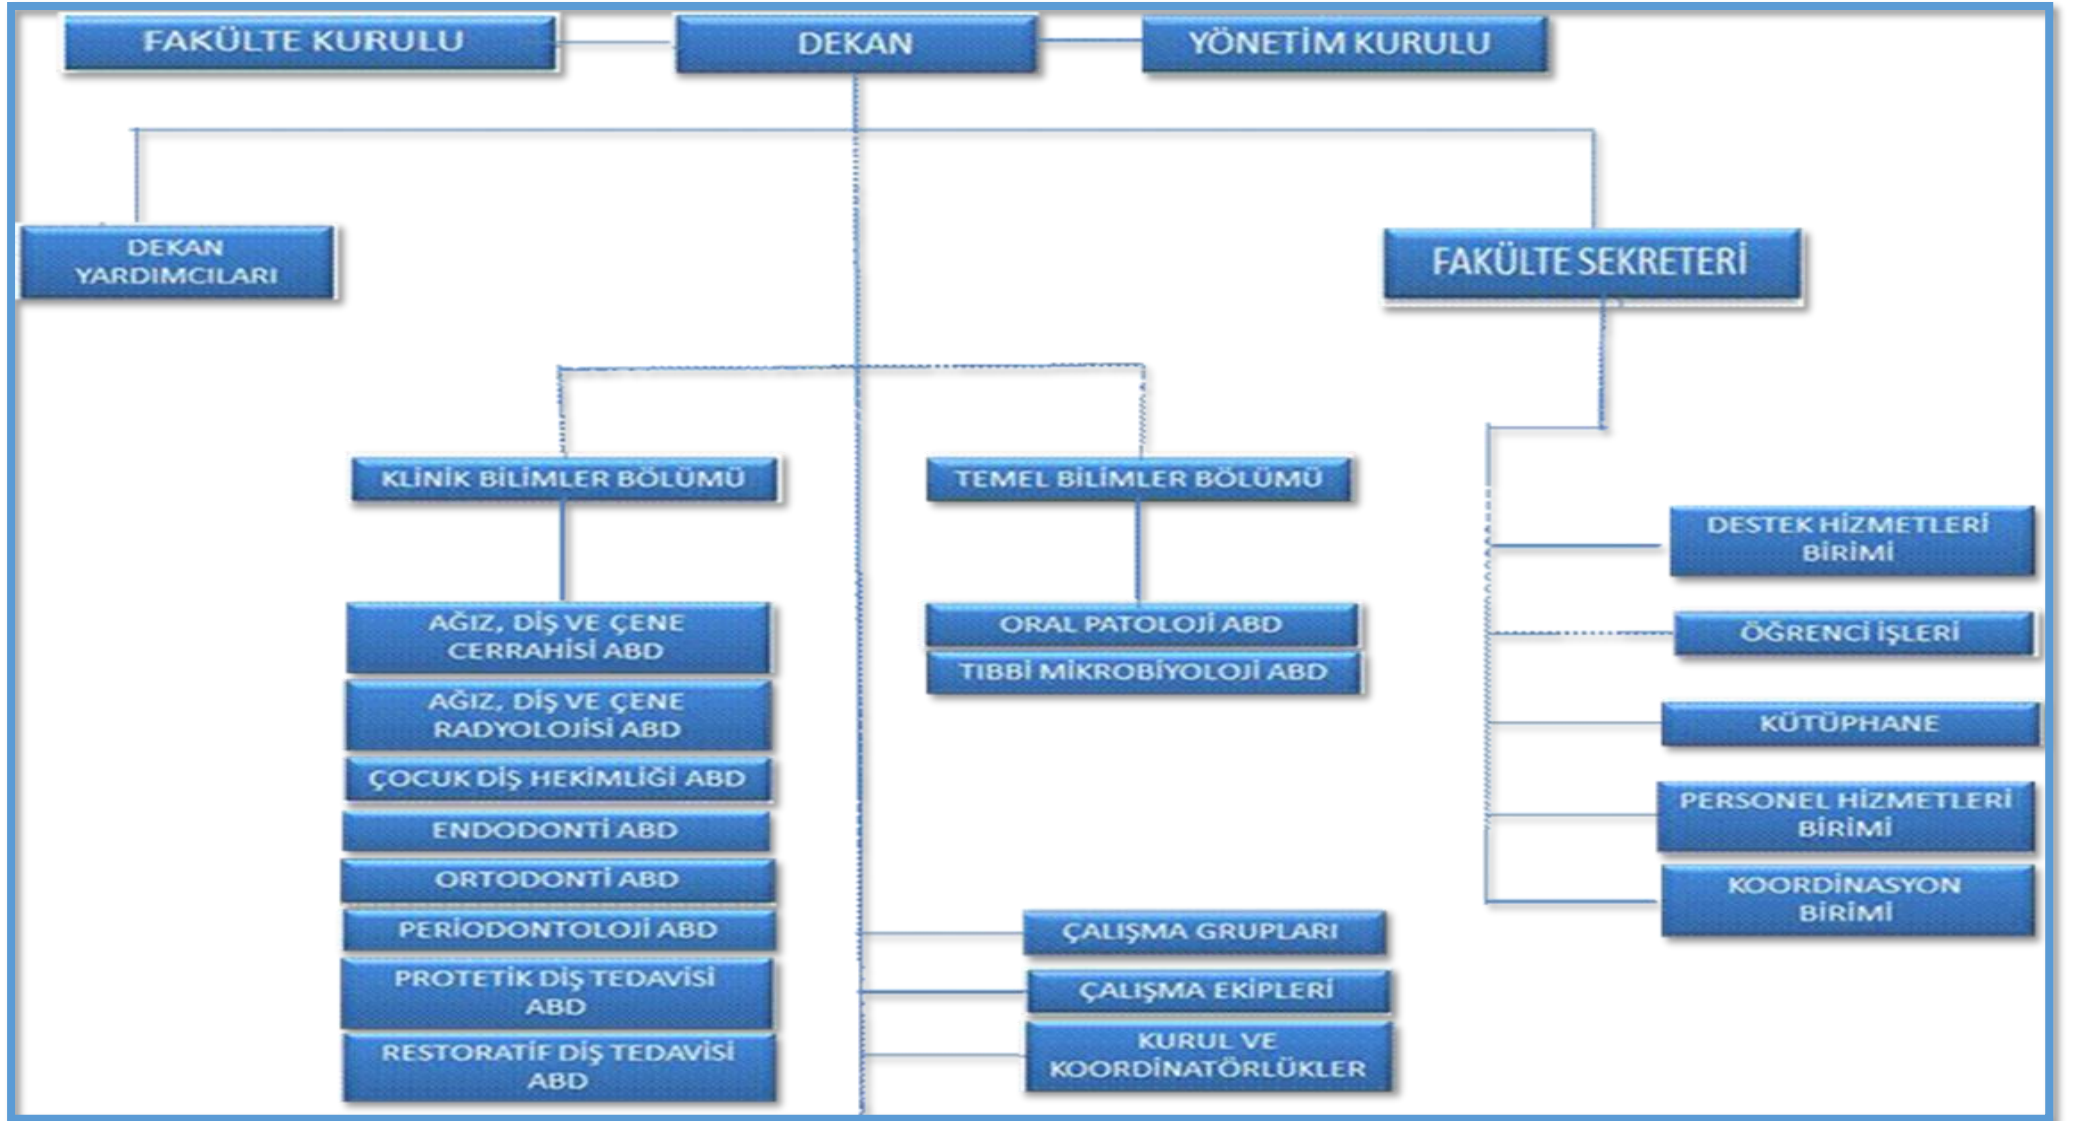 FAKÜLTE KURULU
DEKAN
YÖNETİM KURULU
DEKAN
YARDIMCILARI
FAKÜLTE SEKRETERİ
KLİNİK BİLİMLER BÖLÜMÜ
TEMEL BİLİMLER BÖLÜMÜ
AĞIZ, DİŞ VE ÇENE
CERRAHİSİ ABD
AĞIZ, DİŞ VE ÇENE
RADYOLOJİSİ ABD
ÇOCUK DİŞ HEKİMLİĞİ ABD
ENDODONTİ ABD
ORTODONTİ ABD
PERİODONTOLOJİ ABD
PROTETİK DİŞ TEDAVİSİ
ABD
RESTORATİF DİŞ TEDAVİSİ
ABD
ORAL PATOLOJİ ABD
TIBBİ MİKROBİYOLOJİ ABD
ÇALIŞMA GRUPLARI
ÇALIŞMA EKİPLERİ
KURUL VE
KOORDİNATÖRLÜKLER
DESTEK HİZMETLERİ
BİRİMİ
ÖĞRENCİ İŞLERİ
KÜTÜPHANE
PERSONEL HİZMETLERİ
BİRİMİ
KOORDİNASYON
BİRİMİ